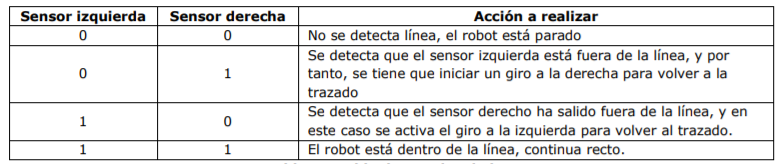 Sensor izquierda Sensor derecha Acción a realizar
0 0 No se detecta línea, el robot está parado
Se detecta que el sensor izquierda está fuera de la línea, y por
0 1 tanto, se tiene que iniciar un giro a la derecha para volver a la
trazado
1 0 Se detecta que el sensor derecho ha salido fuera de la línea, y en
este caso se activa el giro a la izquierda para volver al trazado.
1 1 El robot está dentro de la línea, continua recto.